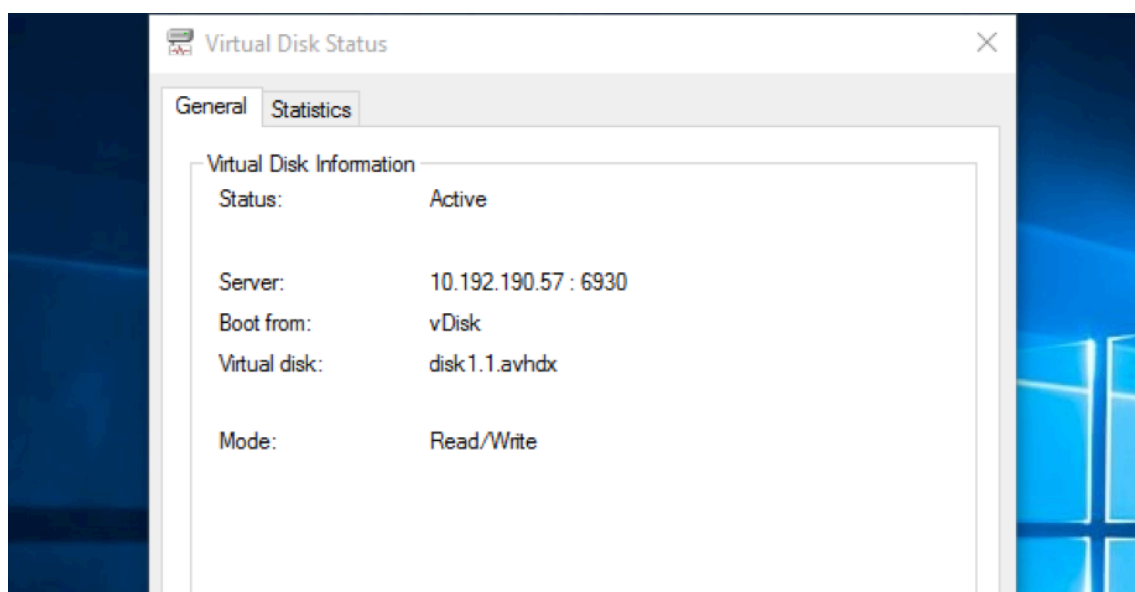 Virtual Disk Status
General Statistics
Virtual Disk Information
Status: Active
Server: 10.192.190.57 : 6930
Boot from: vDisk
Virtual disk: disk1.1.avhdx
Mode: Read/Write